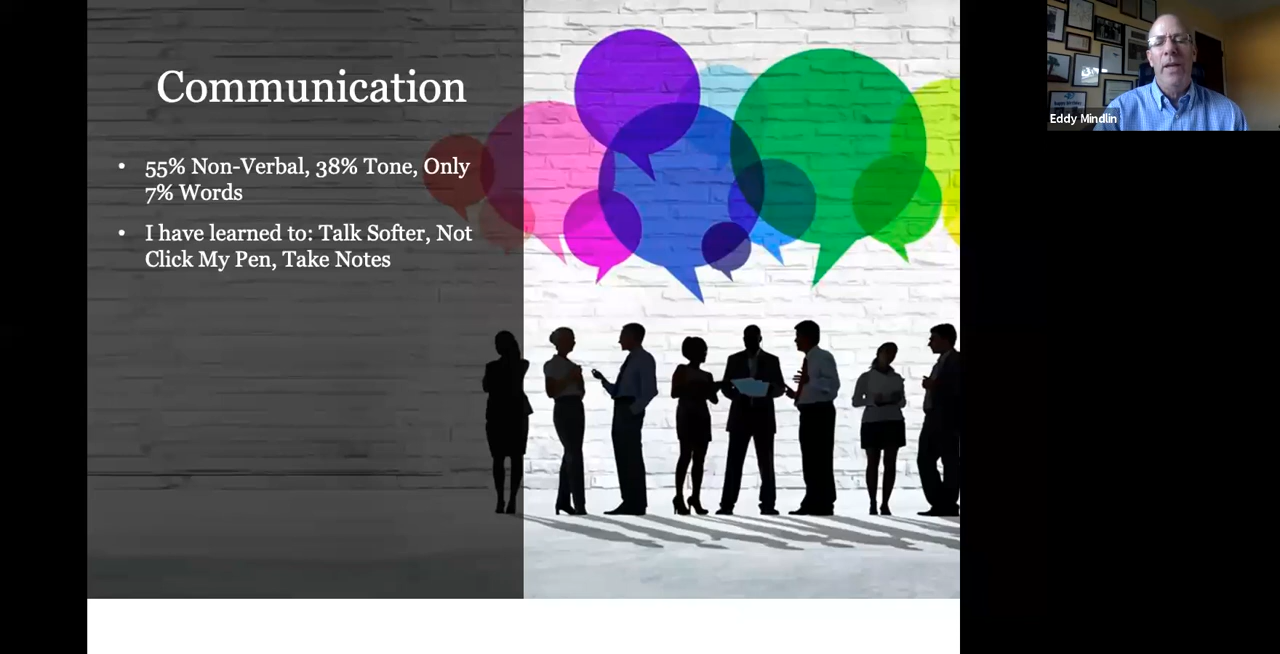 Communication
• 55% Non-Verbal, 38% Tone, Only
7% Words
• I have learned to: Talk Softer, Not
Click My Pen, Take Notes
Eddy Mindlin